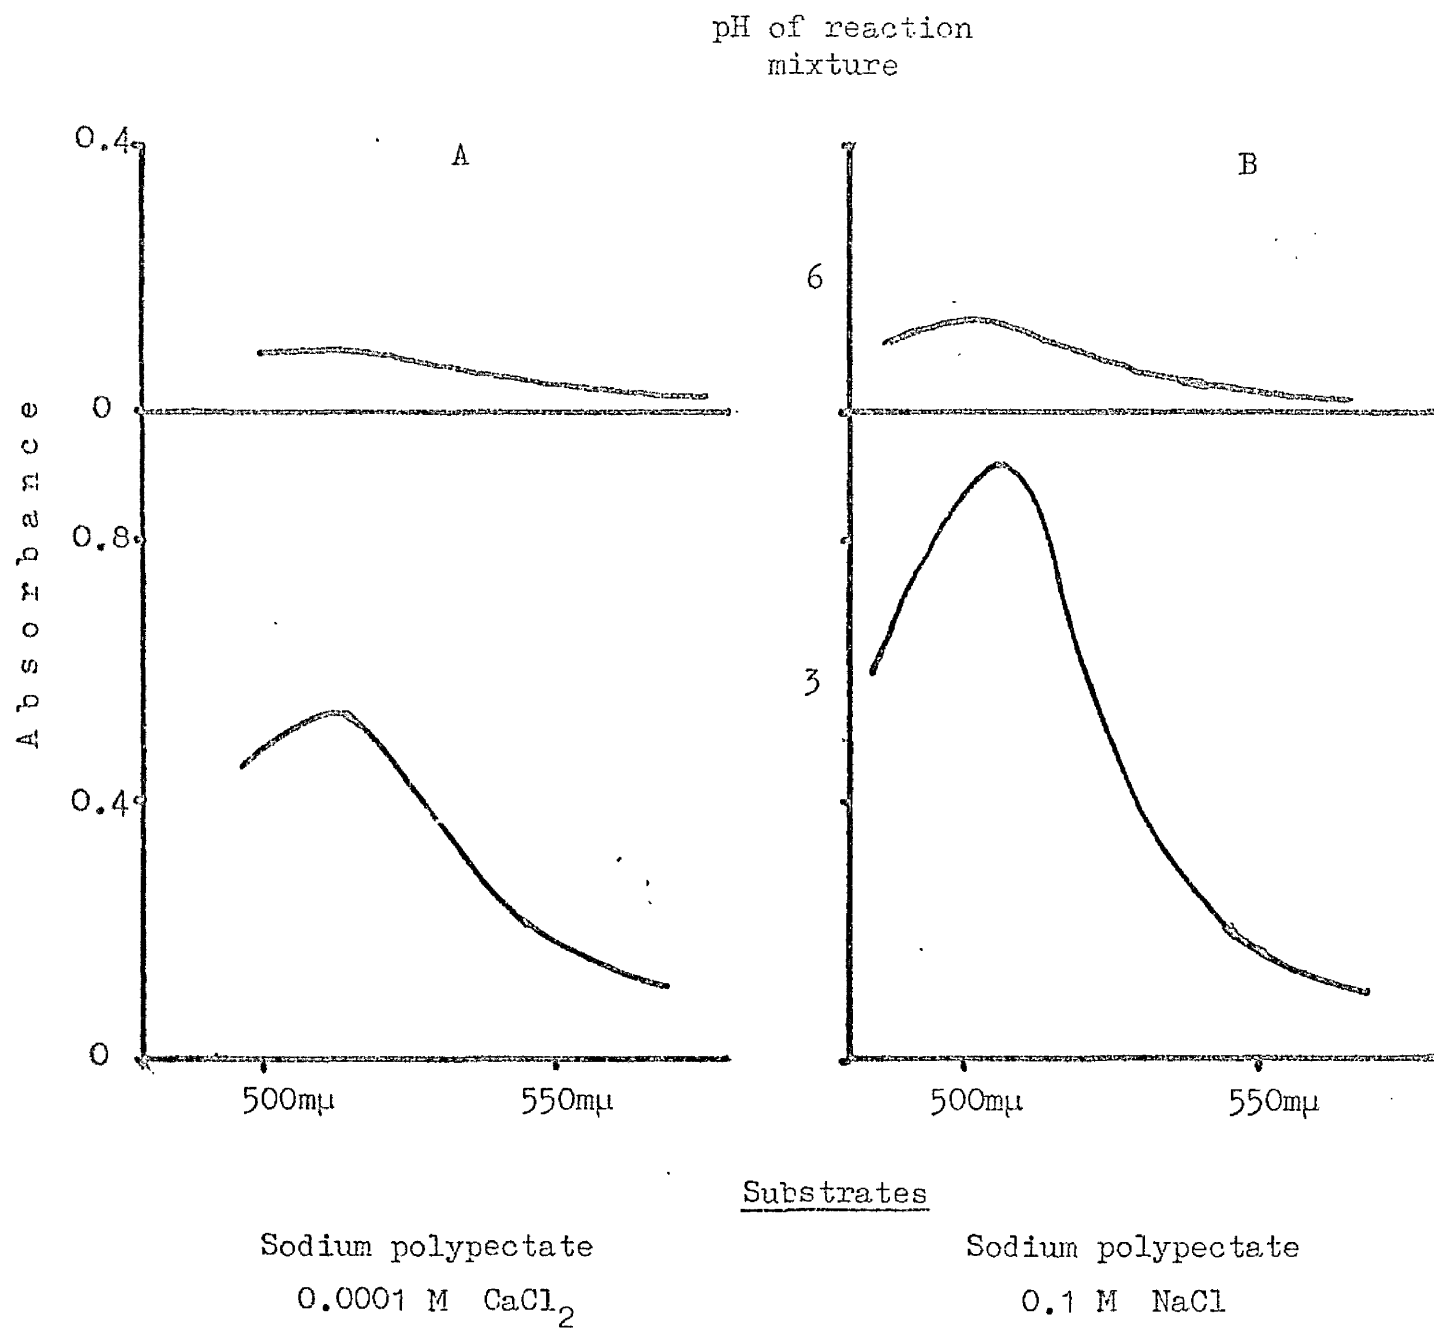 pH of reaction
mixture
0.4
A
B
6
0
Absorbance
0.8
3
0.4
0
500mμ
550mμ
500mμ
550mμ
Substrates
Sodium polypectate
Sodium polypectate
0.0001 M CaCl2
0.1 M NaCl